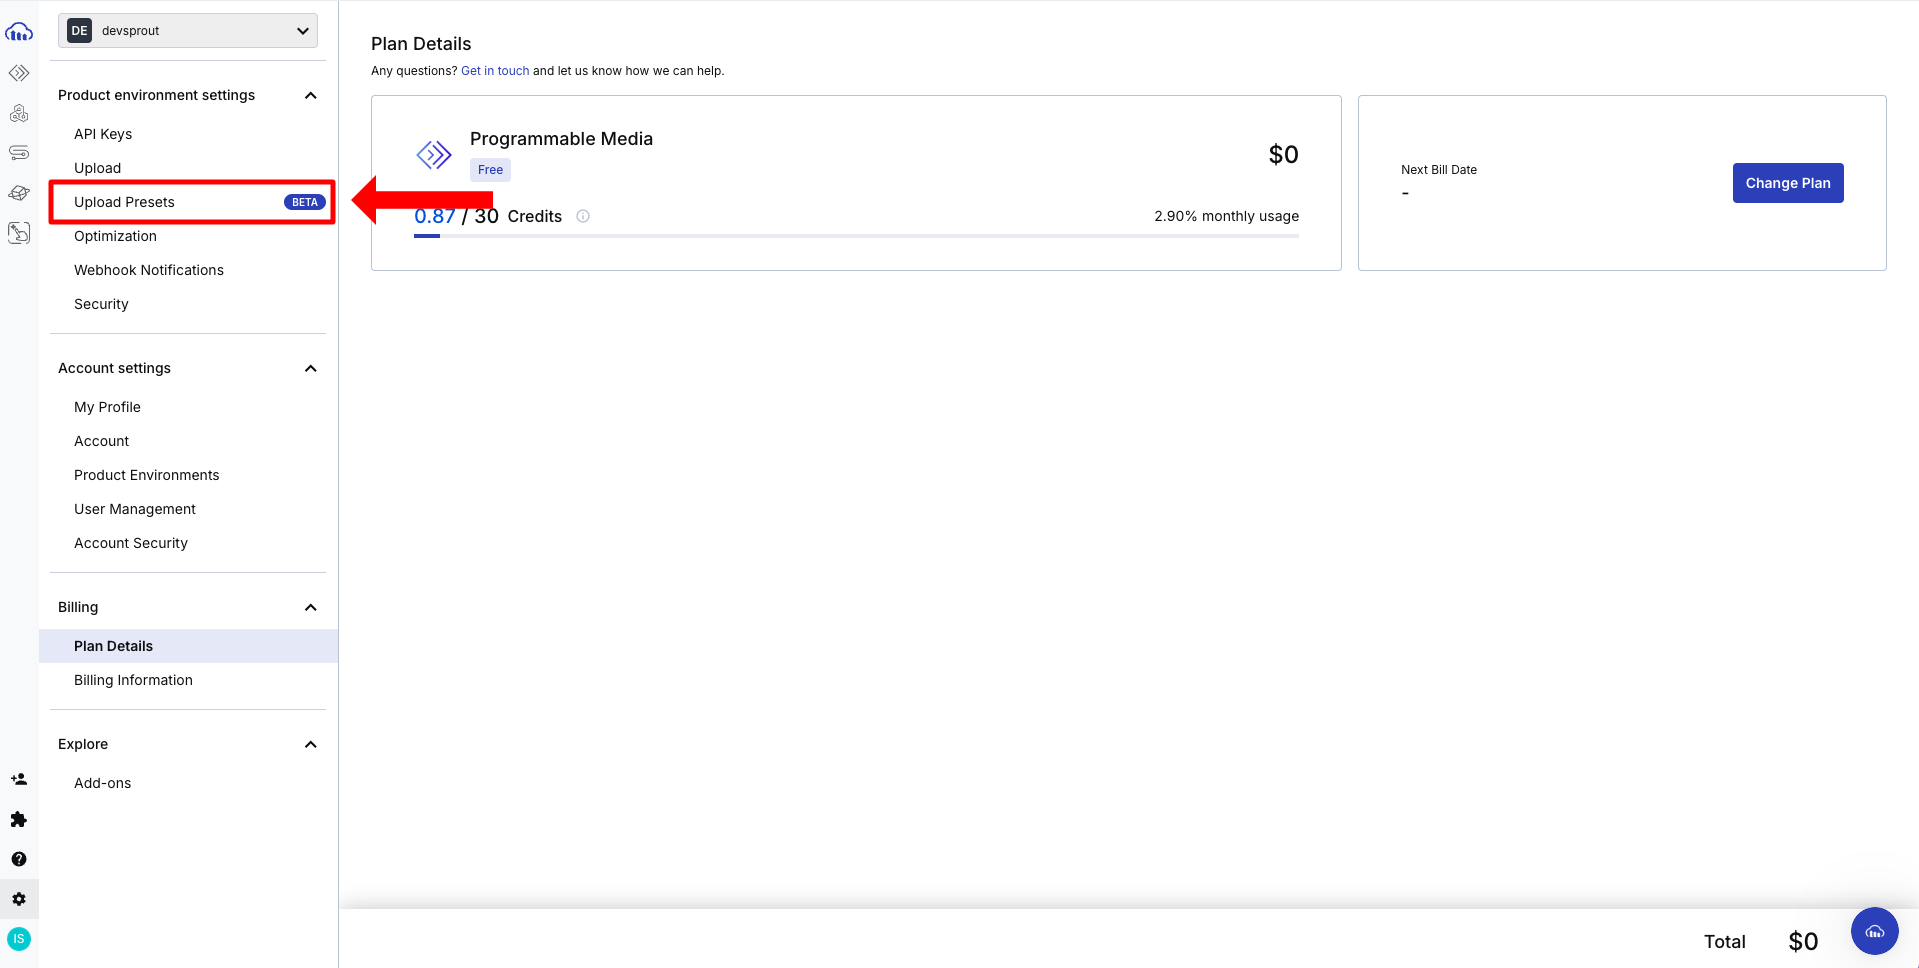 DE devsprout
Product environment settings
API Keys
Upload
Upload Presets BETA
Optimization
Webhook Notifications
Security
Account settings
My Profile
Account
Product Environments
User Management
Account Security
Billing
Plan Details
Billing Information
Explore
Add-ons
IS
Plan Details
Any questions? Get in touch and let us know how we can help.
Programmable Media
Free
$0
0.87 / 30 Credits
2.90% monthly usage
Next Bill Date
-
Change Plan
Total $0